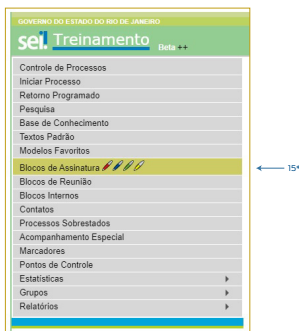 GOVERNO DO ESTADO DO RIO DE JANEIRO
sei! Treinamento Beta ++
Controle de Processos
Iniciar Processo
Retorno Programado
Pesquisa
Base de Conhecimento
Textos Padrão
Modelos Favoritos
Blocos de Assinatura
15ª
Blocos de Reunião
Blocos Internos
Contatos
Processos Sobrestados
Acompanhamento Especial
Marcadores
Pontos de Controle
Estatísticas
Grupos
Relatórios